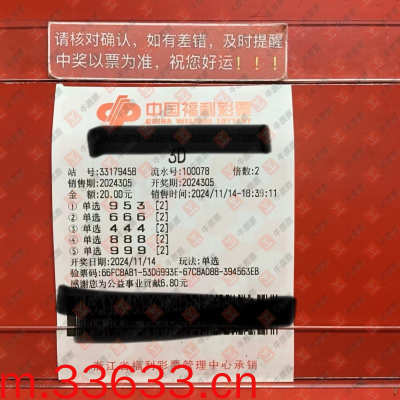 请核对确认，如有差错，及时提醒
中奖以票为准，祝您好运！！！
中国福利彩票
CHINA WELFARE LOTTERY
3D
站 号:33179458 流水号:100078 倍数:2
销售期:2024305 开奖期:2024305
金 额:20.00元 销售时间:2024/11/14-18:39:11
① 单选 9 5 3 [2]
② 单选 6 6 6 [2]
③ 单选 4 4 4 [2]
④ 单选 8 8 8 [2]
⑤ 单选 9 9 9 [2]
开奖日期:2024/11/14 玩法:单选
验票码:66FC8A81-53D6993E-67C8AD8B-394563EB
感谢您为公益事业贡献6.80元
浙江省福利彩票管理中心承销
m.33633.cn